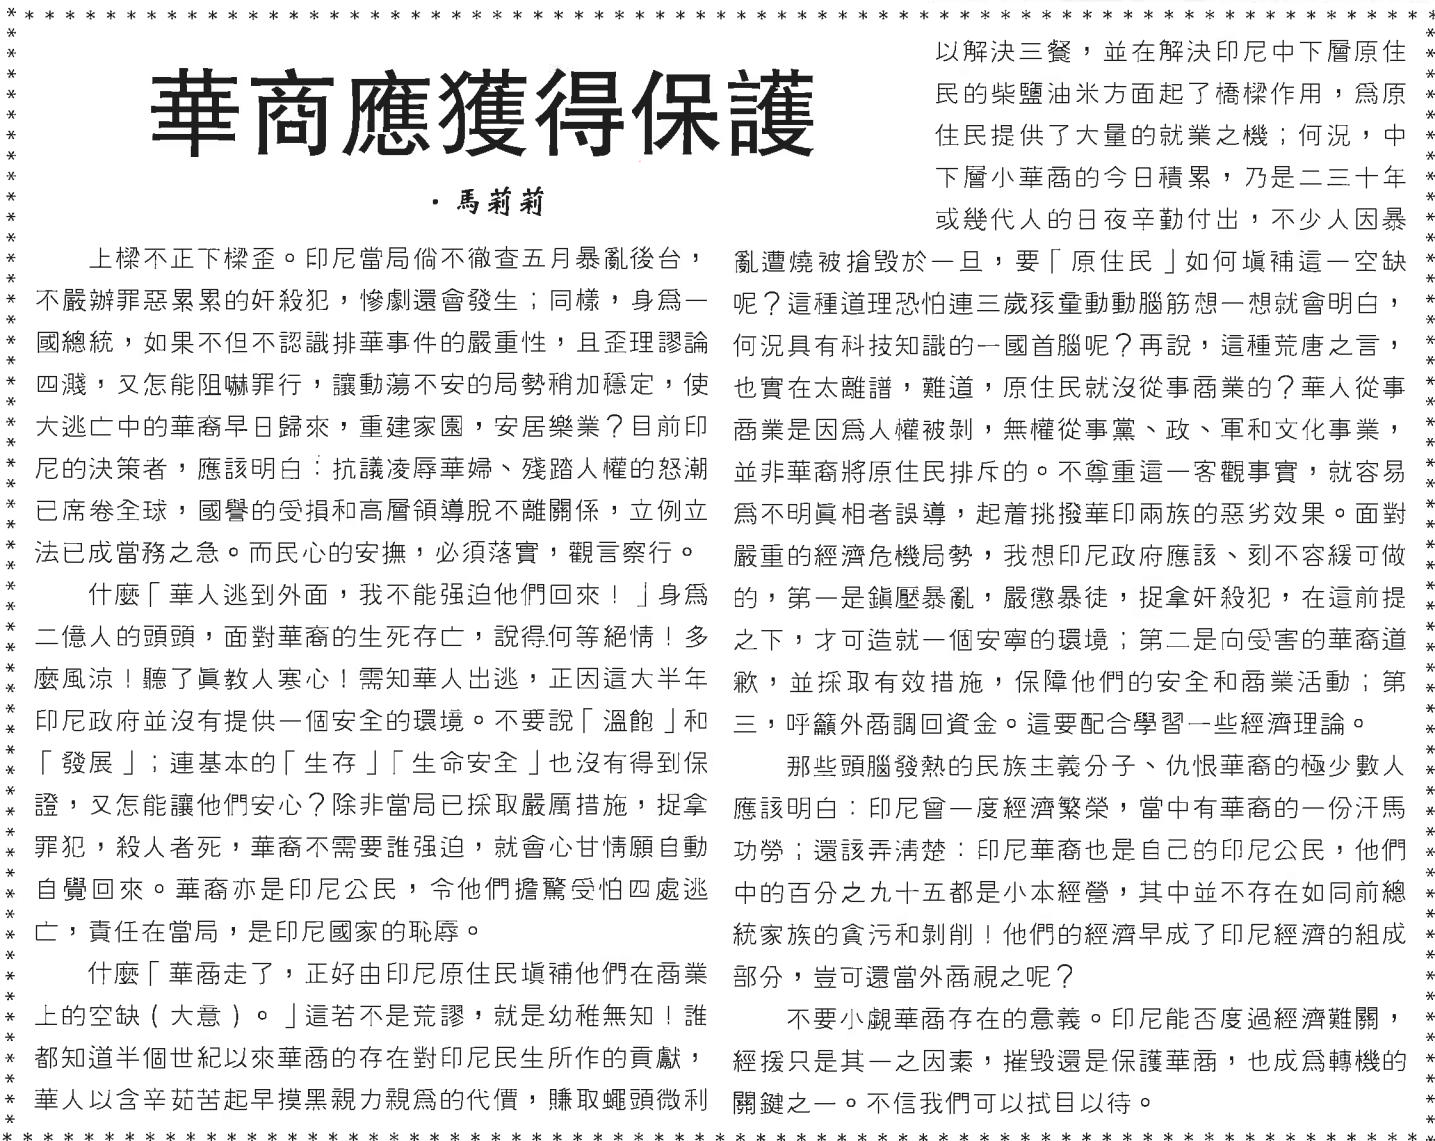 華商應獲得保護
·馬莉莉
上樑不正下樑歪。印尼當局倘不徹查五月暴亂後台，
不嚴辦罪惡累累的奸殺犯，慘劇還會發生；同樣，身爲一
國總統，如果不但不認識排華事件的嚴重性，且歪理謬論
四濺，又怎能阻嚇罪行，讓動蕩不安的局勢稍加穩定，使
大逃亡中的華裔早日歸來，重建家園，安居樂業？目前印
尼的決策者，應該明白：抗議凌辱華婦、殘踏人權的怒潮
已席卷全球，國譽的受損和高層領導脫不離關係，立例立
法已成當務之急。而民心的安撫，必須落實，觀言察行。
什麼「華人逃到外面，我不能强迫他們回來！」身爲
二億人的頭頭，面對華裔的生死存亡，說得何等絕情！多
麼風涼！聽了眞教人寒心！需知華人出逃，正因這大半年
印尼政府並沒有提供一個安全的環境。不要說「溫飽」和
「發展」；連基本的「生存」「生命安全」也沒有得到保
證，又怎能讓他們安心？除非當局已採取嚴厲措施，捉拿
罪犯，殺人者死，華裔不需要誰强迫，就會心甘情願自動
自覺回來。華裔亦是印尼公民，令他們擔驚受怕四處逃
亡，責任在當局，是印尼國家的恥辱。
什麼「華商走了，正好由印尼原住民塡補他們在商業
上的空缺（大意）。」這若不是荒謬，就是幼稚無知！誰
都知道半個世紀以來華商的存在對印尼民生所作的貢獻，
華人以含辛茹苦起早摸黑親力親爲的代價，賺取蠅頭微利
以解決三餐，並在解決印尼中下層原住
民的柴鹽油米方面起了橋樑作用，爲原
住民提供了大量的就業之機；何況，中
下層小華商的今日積累，乃是二三十年
或幾代人的日夜辛勤付出，不少人因暴
亂遭燒被搶毀於一旦，要「原住民」如何塡補這一空缺
呢？這種道理恐怕連三歲孩童動動腦筋想一想就會明白，
何況具有科技知識的一國首腦呢？再說，這種荒唐之言，
也實在太離譜，難道，原住民就沒從事商業的？華人從事
商業是因爲人權被剝，無權從事黨、政、軍和文化事業，
並非華裔將原住民排斥的。不尊重這一客觀事實，就容易
爲不明眞相者誤導，起着挑撥華印兩族的惡劣效果。面對
嚴重的經濟危機局勢，我想印尼政府應該、刻不容緩可做
的，第一是鎭壓暴亂，嚴懲暴徒，捉拿奸殺犯，在這前提
之下，才可造就一個安寧的環境；第二是向受害的華裔道
歉，並採取有效措施，保障他們的安全和商業活動；第
三，呼籲外商調回資金。這要配合學習一些經濟理論。
那些頭腦發熱的民族主義分子、仇恨華裔的極少數人
應該明白：印尼曾一度經濟繁榮，當中有華裔的一份汗馬
功勞；還該弄清楚：印尼華裔也是自己的印尼公民，他們
中的百分之九十五都是小本經營，其中並不存在如同前總
統家族的貪污和剝削！他們的經濟早成了印尼經濟的組成
部分，豈可還當外商視之呢？
不要小覷華商存在的意義。印尼能否度過經濟難關，
經援只是其一之因素，摧毀還是保護華商，也成爲轉機的
關鍵之一。不信我們可以拭目以待。